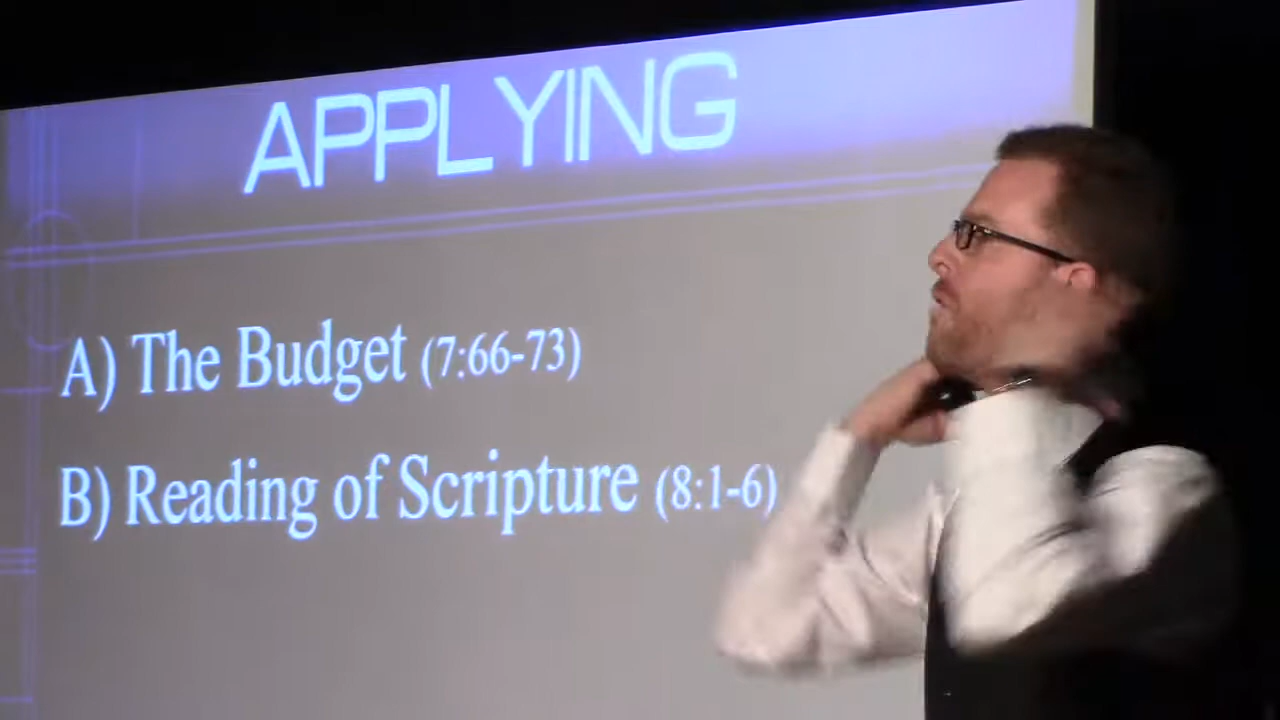 APPLYING
A) The Budget (7:66-73)
B) Reading of Scripture (8:1-6)